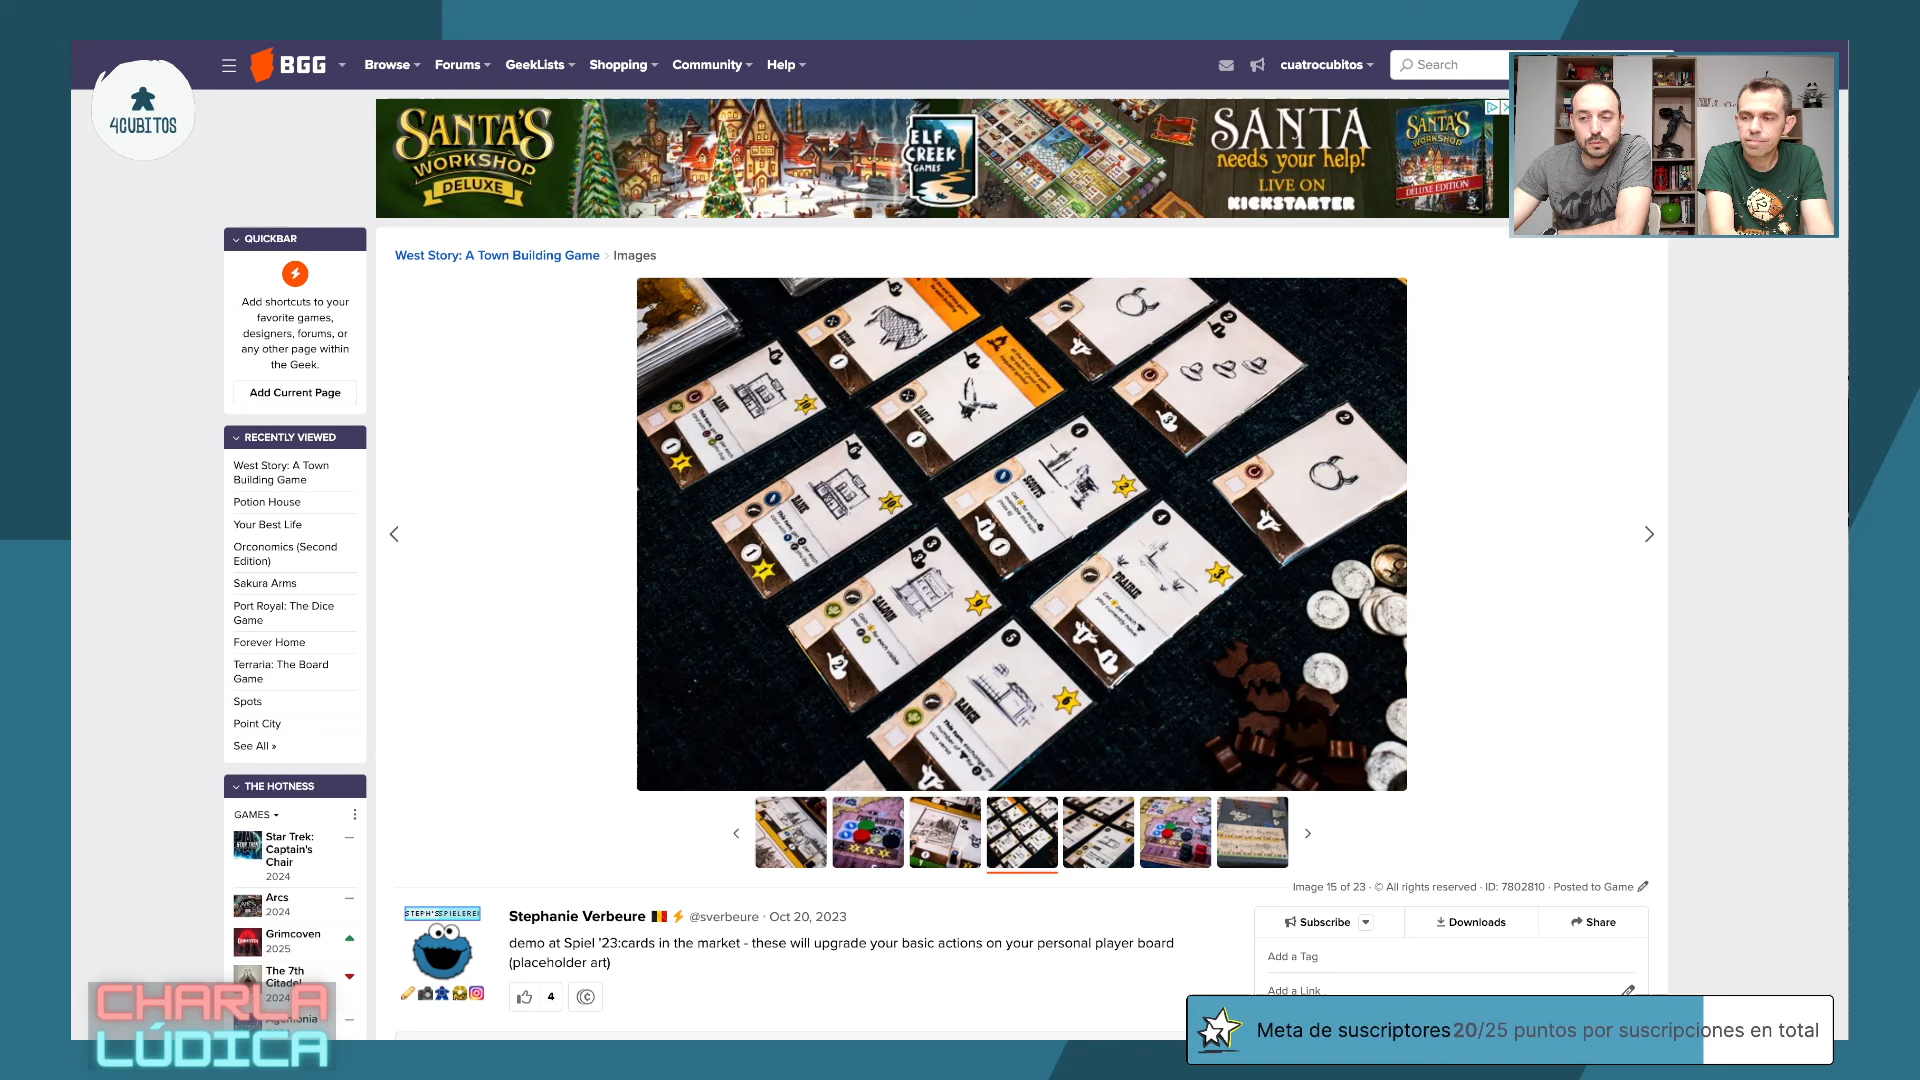 4CUBITOS
BGG
Browse
Forums
GeekLists
Shopping
Community
Help
cuatrocubitos
Search
SANTA'S
WORKSHOP
DELUXE
ELF
CREEK
GAMES
SANTA
needs your help!
LIVE ON
KICKSTARTER
SANTA'S
WORKSHOP
DELUXE EDITION
QUICKBAR
Add shortcuts to your
favorite games,
designers, forums, or
any other page within
the Geek.
Add Current Page
RECENTLY VIEWED
West Story: A Town
Building Game
Potion House
Your Best Life
Orconomics (Second
Edition)
Sakura Arms
Port Royal: The Dice
Game
Forever Home
Terraria: The Board
Game
Spots
Point City
See All »
THE HOTNESS
GAMES
Star Trek:
Captain's
Chair
2024
Arcs
2024
Grimcoven
2025
The 7th
Citadel
2024
Agemonia
CHARLA
LÚDICA
West Story: A Town Building Game > Images
BISON
EAGLE
BANK
BANK
SCOUTS
SALOON
PRAIRIE
RANCH
Image 15 of 23 · © All rights reserved · ID: 7802810 · Posted to Game
STEPH'SSPIELEREI
Stephanie Verbeure @sverbeure · Oct 20, 2023
demo at Spiel '23:cards in the market - these will upgrade your basic actions on your personal player board
(placeholder art)
4
Subscribe
Downloads
Share
Add a Tag
Add a Link
Meta de suscriptores 20/25 puntos por suscripciones en total